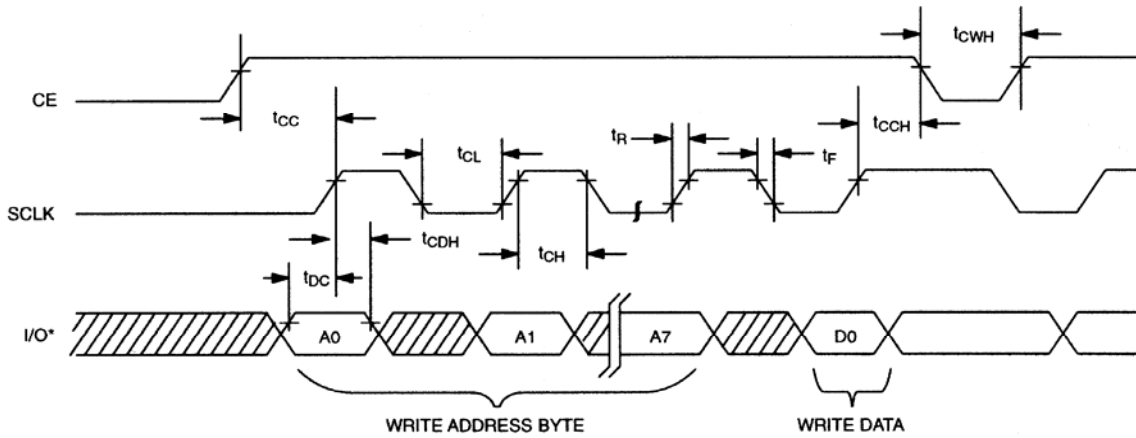 tCWH
CE
tCC
tCCH
tCL
tR
tF
SCLK
tCDH
tCH
tDC
I/O*
A0
A1
A7
D0
WRITE ADDRESS BYTE
WRITE DATA